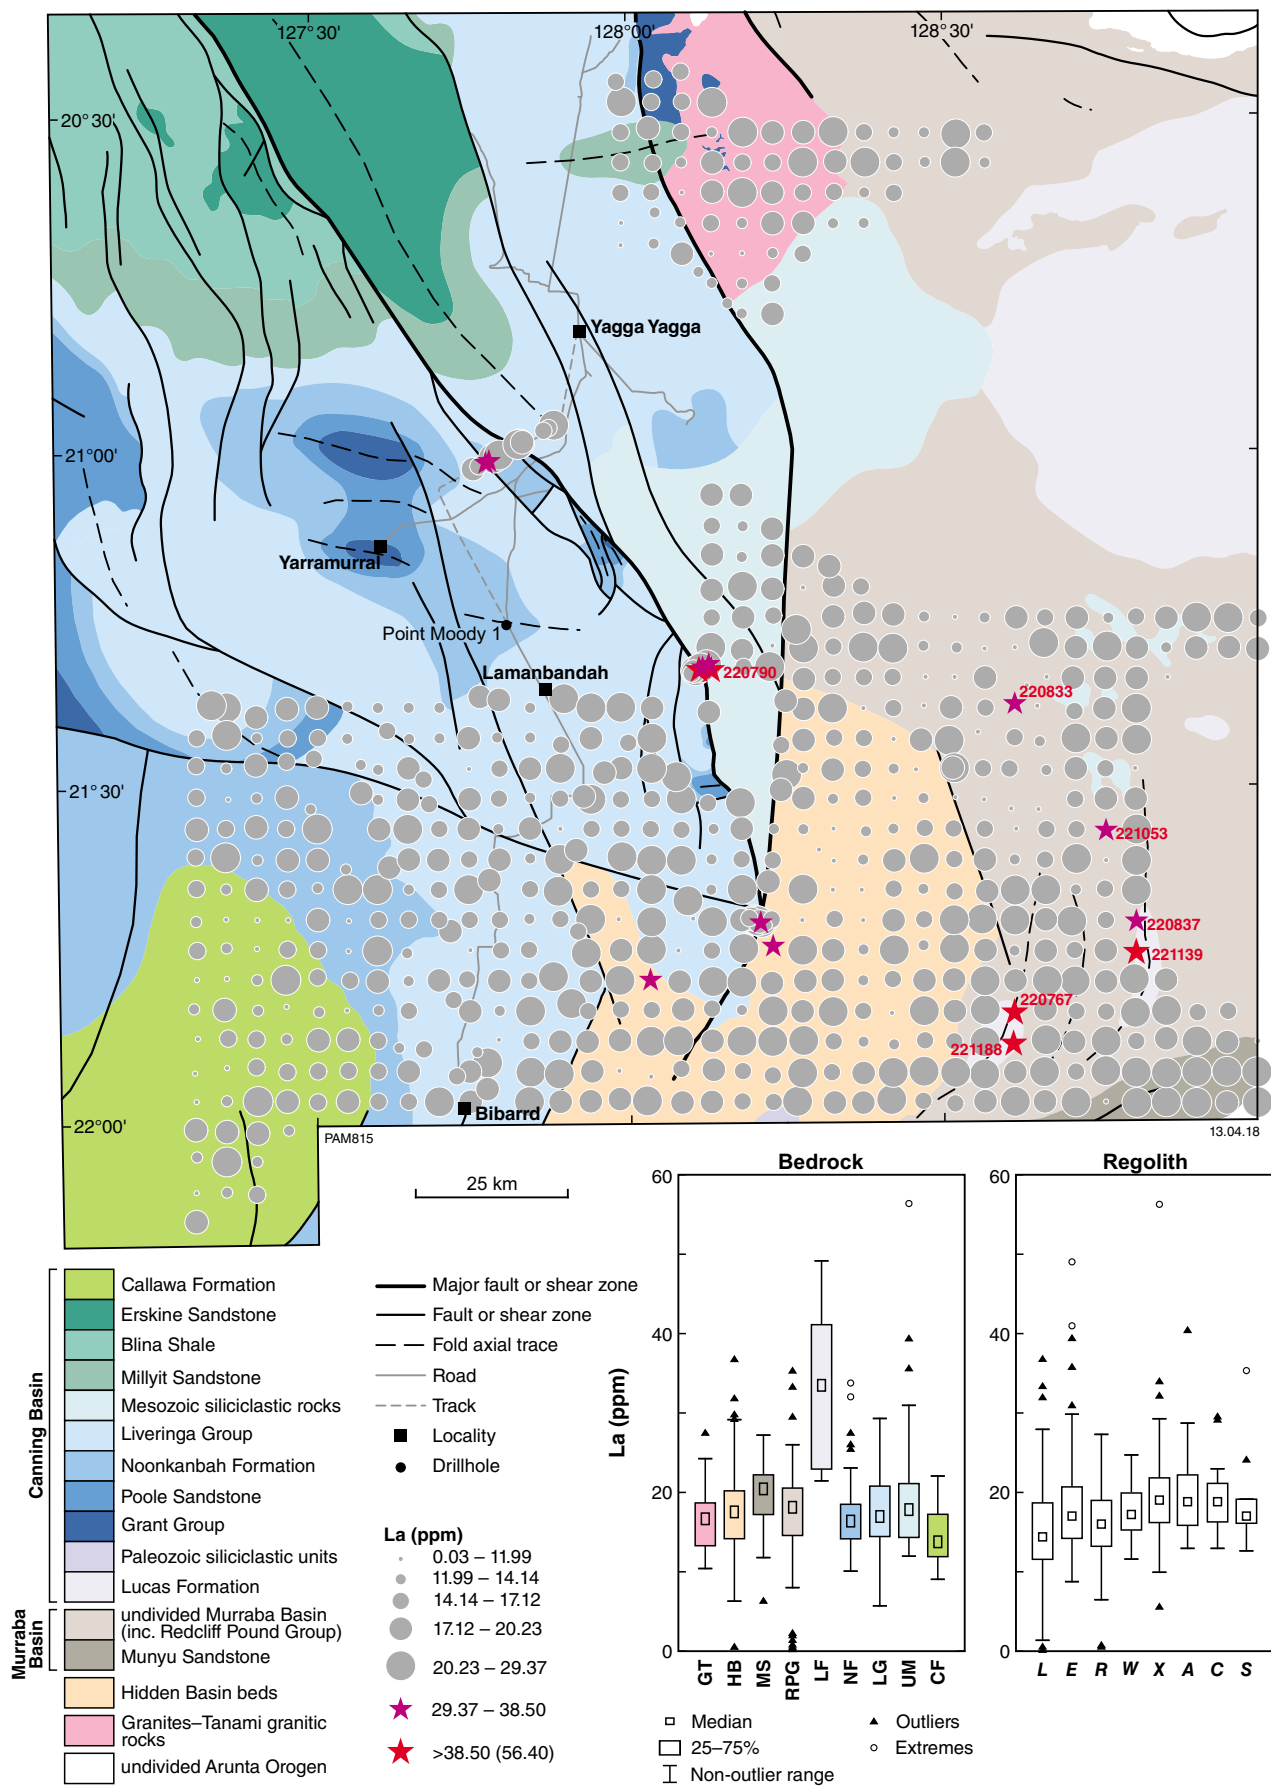 127°30'
128°00'
128°30'
20°30'
Yagga Yagga
21°00'
Yarramurral
Point Moody 1
Lamanbandah
220790
220833
21°30'
221053
220837
221139
220767
221188
Bibarrd
22°00'
PAM815
13.04.18
25 km
Canning Basin
Callawa Formation
Erskine Sandstone
Blina Shale
Millyit Sandstone
Mesozoic siliciclastic rocks
Liveringa Group
Noonkanbah Formation
Poole Sandstone
Grant Group
Paleozoic siliciclastic units
Lucas Formation
Murraba
Basin
undivided Murraba Basin
(inc. Redcliff Pound Group)
Munyu Sandstone
Hidden Basin beds
Granites–Tanami granitic
rocks
undivided Arunta Orogen
Major fault or shear zone
Fault or shear zone
Fold axial trace
Road
Track
Locality
Drillhole
La (ppm)
0.03 – 11.99
11.99 – 14.14
14.14 – 17.12
17.12 – 20.23
20.23 – 29.37
29.37 – 38.50
>38.50 (56.40)
Bedrock
60
40
20
0
La (ppm)
GT
HB
MS
RPG
LF
NF
LG
UM
CF
Regolith
60
40
20
0
L
E
R
W
X
A
C
S
Median
25–75%
Non-outlier range
Outliers
Extremes